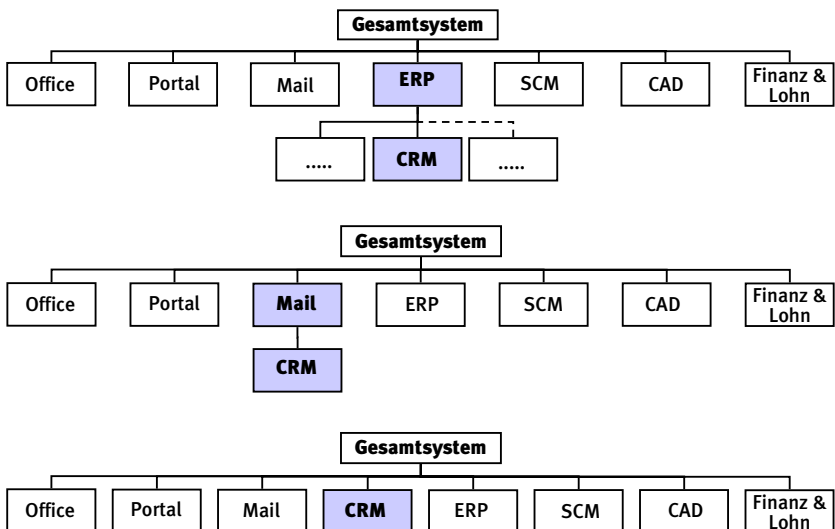 Gesamtsystem
Office Portal Mail ERP SCM CAD Finanz &
Lohn
..... CRM .....
Gesamtsystem
Office Portal Mail ERP SCM CAD Finanz &
Lohn
CRM
Gesamtsystem
Office Portal Mail CRM ERP SCM CAD Finanz &
Lohn